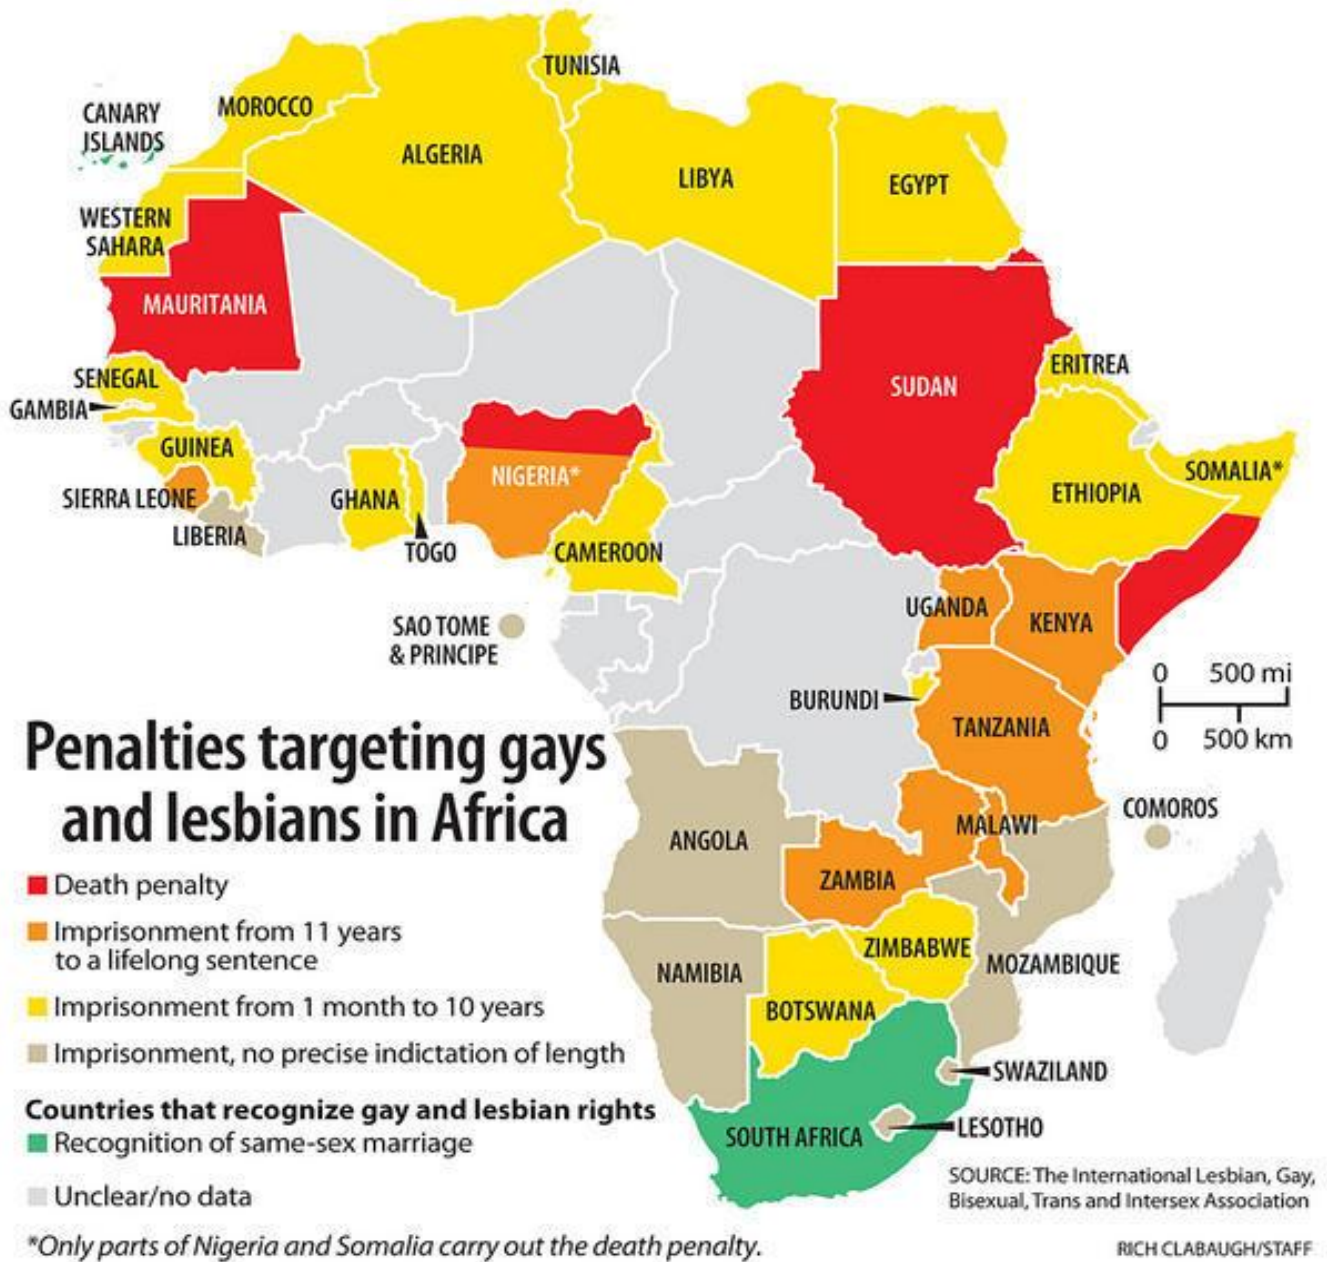 TUNISIA
CANARY
ISLANDS
MOROCCO
ALGERIA
LIBYA
EGYPT
WESTERN
SAHARA
MAURITANIA
SENEGAL
GAMBIA
GUINEA
SIERRA LEONE
LIBERIA
GHANA
TOGO
NIGERIA*
CAMEROON
SUDAN
ERITREA
ETHIOPIA
SOMALIA*
SAO TOME
& PRINCIPE
UGANDA
KENYA
BURUNDI
TANZANIA
0 500 mi
0 500 km
COMOROS
ANGOLA
MALAWI
ZAMBIA
ZIMBABWE
MOZAMBIQUE
NAMIBIA
BOTSWANA
SWAZILAND
SOUTH AFRICA
LESOTHO
Penalties targeting gays
and lesbians in Africa
Death penalty
Imprisonment from 11 years
to a lifelong sentence
Imprisonment from 1 month to 10 years
Imprisonment, no precise indictation of length
Countries that recognize gay and lesbian rights
Recognition of same-sex marriage
Unclear/no data
*Only parts of Nigeria and Somalia carry out the death penalty.
SOURCE: The International Lesbian, Gay,
Bisexual, Trans and Intersex Association
RICH CLABAUGH/STAFF